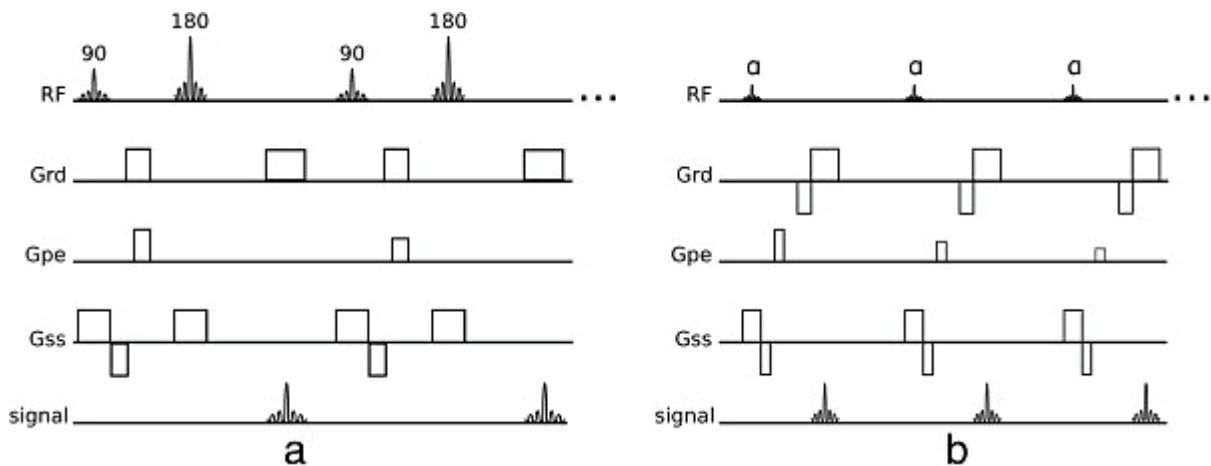 180 180
90 90
RF ...
Grd
Gpe
Gss
signal
a
a a a
RF ...
Grd
Gpe
Gss
signal
b